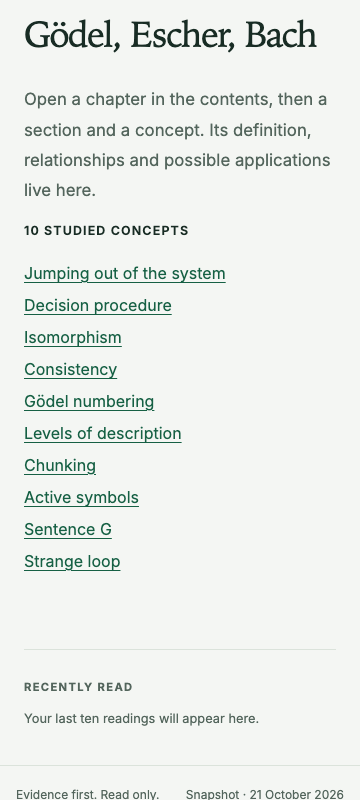 Gödel, Escher, Bach
Open a chapter in the contents, then a
section and a concept. Its definition,
relationships and possible applications
live here.
10 STUDIED CONCEPTS
Jumping out of the system
Decision procedure
Isomorphism
Consistency
Gödel numbering
Levels of description
Chunking
Active symbols
Sentence G
Strange loop
RECENTLY READ
Your last ten readings will appear here.
Evidence first. Read only. Snapshot · 21 October 2026